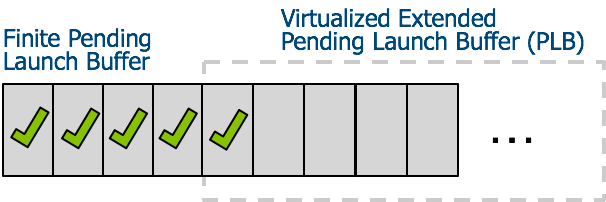 Finite Pending
Launch Buffer
Virtualized Extended
Pending Launch Buffer (PLB)
...